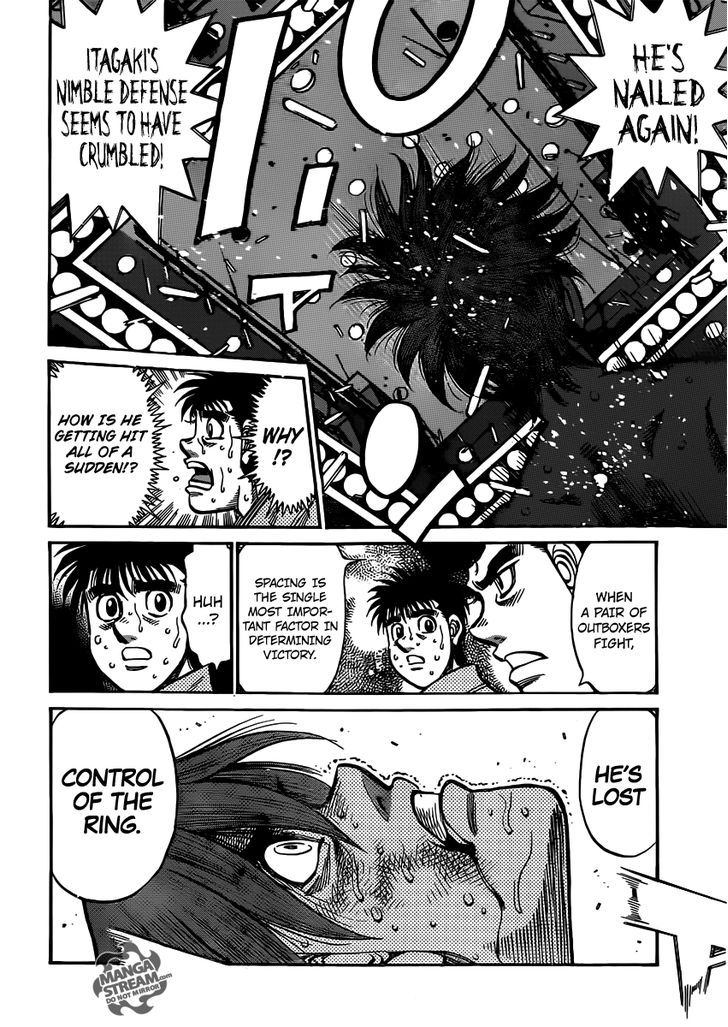 HE'S
NAILED
AGAIN!
ITAGAKI'S
NIMBLE DEFENSE
SEEMS TO HAVE
CRUMBLED!
WHY
!?
HOW IS HE
GETTING HIT
ALL OF A
SUDDEN!?
WHEN
A PAIR OF
OUTBOXERS
FIGHT,
SPACING IS
THE SINGLE
MOST IMPOR-
TANT FACTOR IN
DETERMINING
VICTORY.
HUH
...?
HE'S
LOST
CONTROL
OF THE
RING.
MANGA
STREAM.com
DO NOT MIRROR